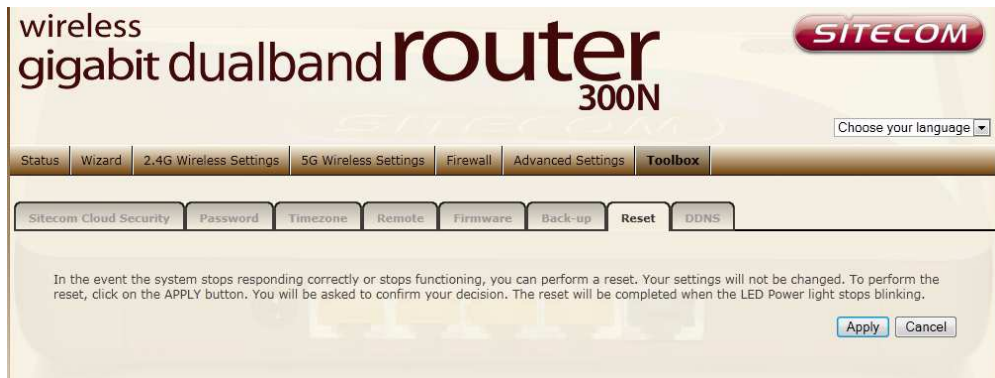 wireless
gigabit dualband router
300N
SITECOM
Choose your language
Status Wizard 2.4G Wireless Settings 5G Wireless Settings Firewall Advanced Settings Toolbox
Sitecom Cloud Security Password Timezone Remote Firmware Back-up Reset DDNS
In the event the system stops responding correctly or stops functioning, you can perform a reset. Your settings will not be changed. To perform the
reset, click on the APPLY button. You will be asked to confirm your decision. The reset will be completed when the LED Power light stops blinking.
Apply Cancel